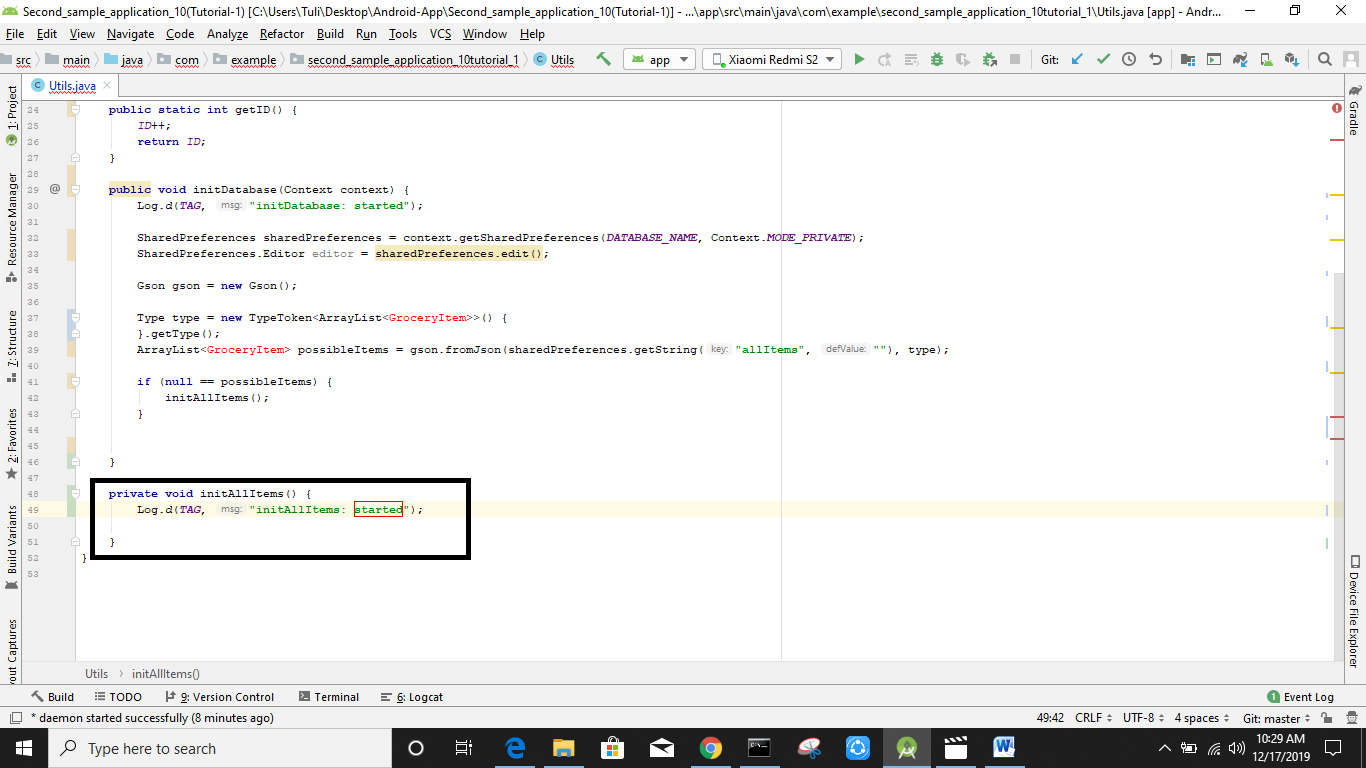 Second_sample_application_10(Tutorial-1) [C:\Users\Tuli\Desktop\Android-App\Second_sample_application_10(Tutorial-1)] - ...\app\src\main\java\com\example\second_sample_application_10tutorial_1\Utils.java [app] - Andr...
File Edit View Navigate Code Analyze Refactor Build Run Tools VCS Window Help
src main java com example second_sample_application_10tutorial_1 Utils app Xiaomi Redmi S2 Git:
Utils.java
1: Project
Resource Manager
7: Structure
2: Favorites
Build Variants
out Captures
Gradle
Device File Explorer
24 public static int getID() {
25 ID++;
26 return ID;
27 }
28
29 @ public void initDatabase(Context context) {
30 Log.d(TAG, msg: "initDatabase: started");
31
32 SharedPreferences sharedPreferences = context.getSharedPreferences(DATABASE_NAME, Context.MODE_PRIVATE);
33 SharedPreferences.Editor editor = sharedPreferences.edit();
34
35 Gson gson = new Gson();
36
37 Type type = new TypeToken<ArrayList<GroceryItem>>() {
38 }.getType();
39 ArrayList<GroceryItem> possibleItems = gson.fromJson(sharedPreferences.getString( key: "allItems", defValue: ""), type);
40
41 if (null == possibleItems) {
42 initAllItems();
43 }
44
45
46 }
47
48 private void initAllItems() {
49 Log.d(TAG, msg: "initAllItems: started");
50
51 }
52 }
53
Utils initAllItems()
Build TODO 9: Version Control Terminal 6: Logcat 1 Event Log
* daemon started successfully (8 minutes ago) 49:42 CRLF UTF-8 4 spaces Git: master
Type here to search
10:29 AM
12/17/2019